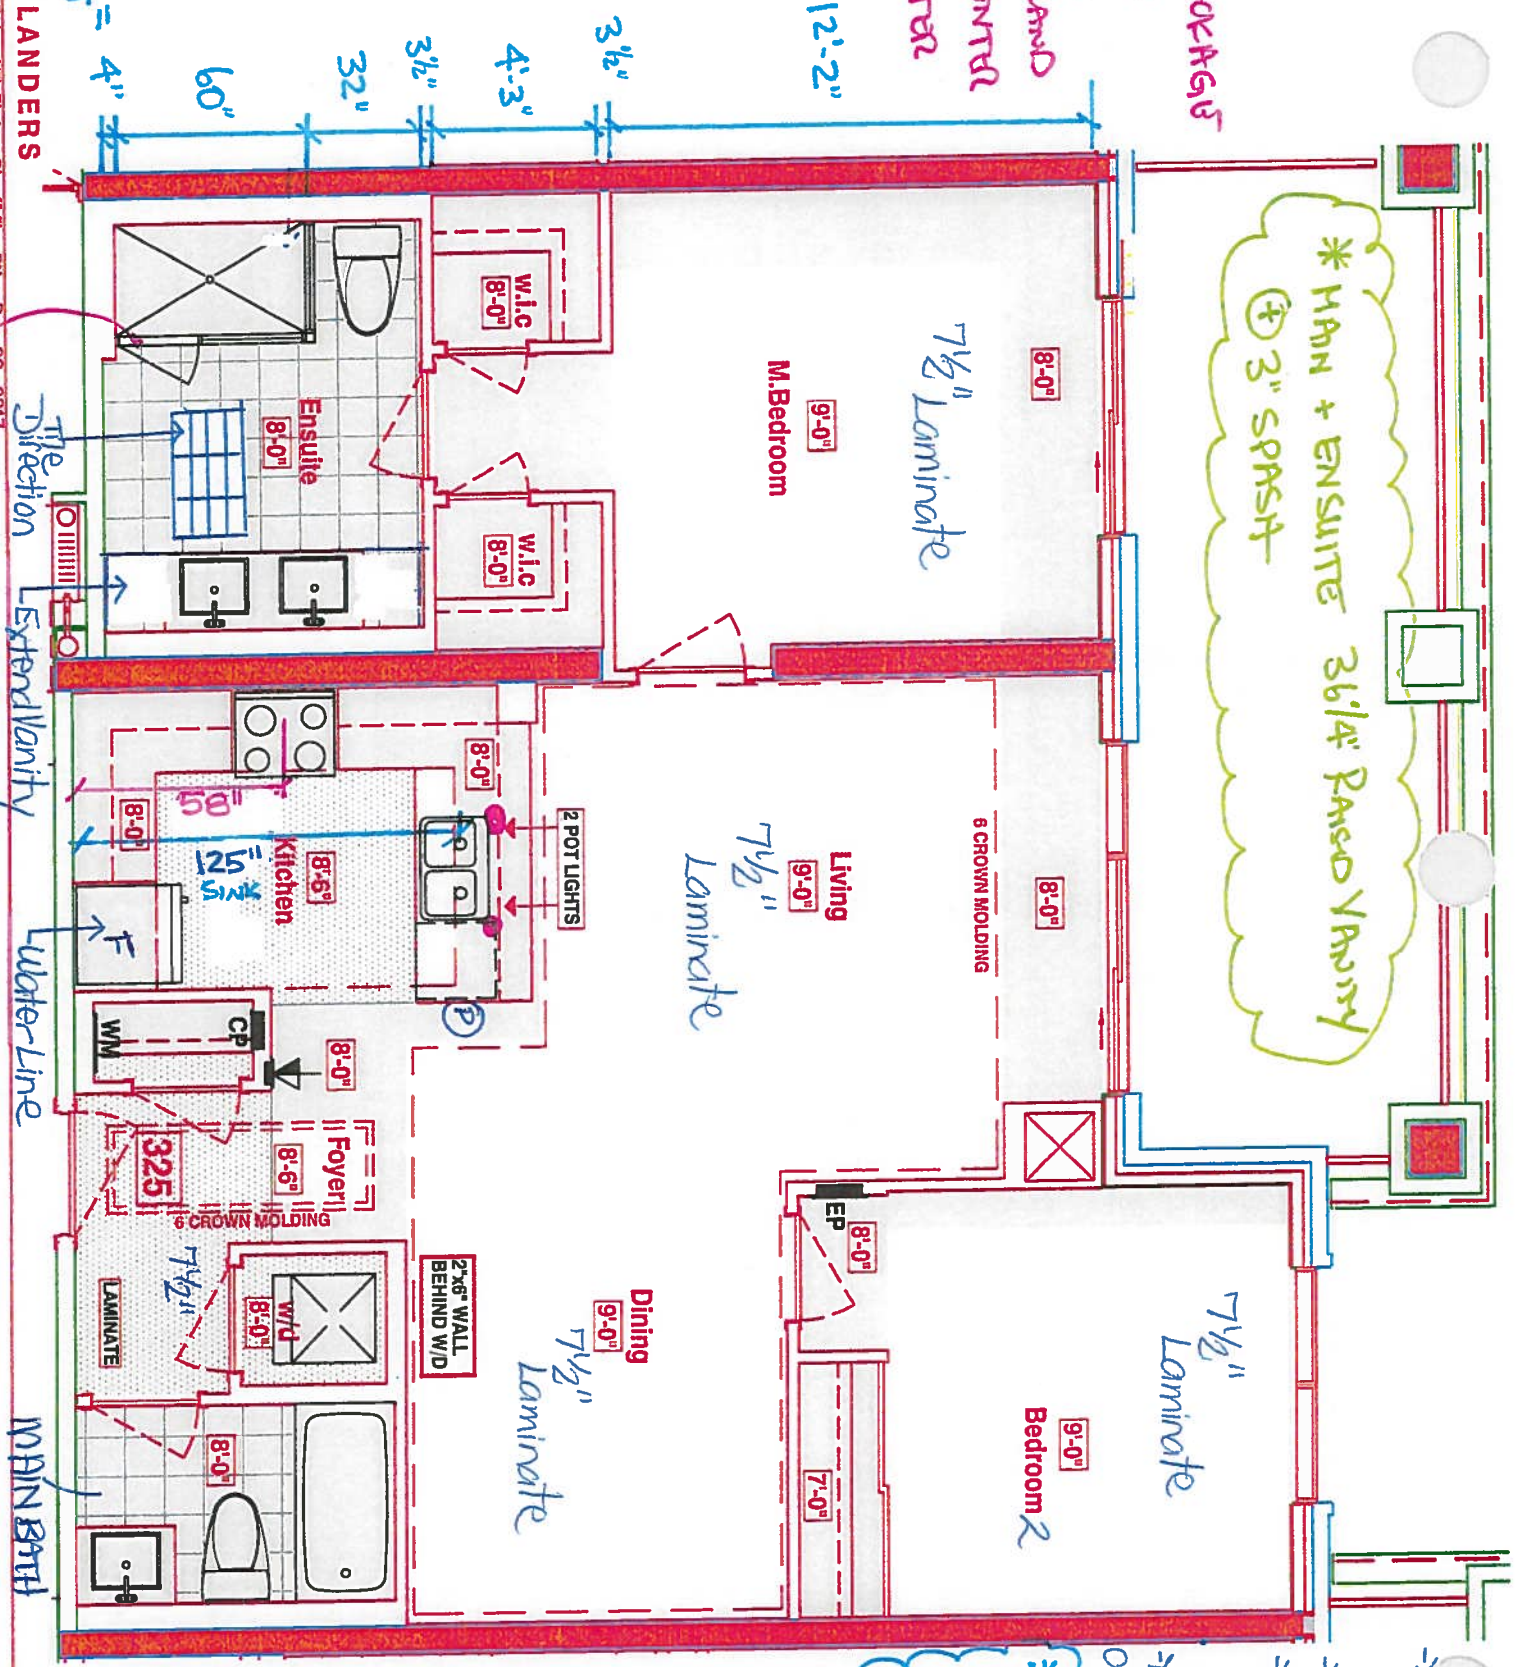 LANDERS
4"
60"
32"
3½"
4'-3"
3½"
12'-2"
* MAIN + ENSUITE 36¼" RAISED VANITY
⊕ 3" SPLASH
7½" Laminate
8'-0"
M.Bedroom
9'-0"
w.i.c
8'-0"
w.i.c
8'-0"
Ensuite
8'-0"
Tile
Direction
Extend Vanity
58"
8'-0"
8'-0"
125"
SINK
Kitchen
8'-6"
2 POT LIGHTS
F
Water Line
P
Living
9'-0"
7½"
Laminate
6 CROWN MOLDING
8'-0"
WM
CP
8'-0"
Foyer
8'-6"
325
6 CROWN MOLDING
7½"
LAMINATE
w/d
8'-0"
2"x6" WALL
BEHIND W/D
Dining
9'-0"
7½"
Laminate
EP
8'-0"
7½"
Laminate
9'-0"
Bedroom 2
7'-0"
8'-0"
MAIN BATH